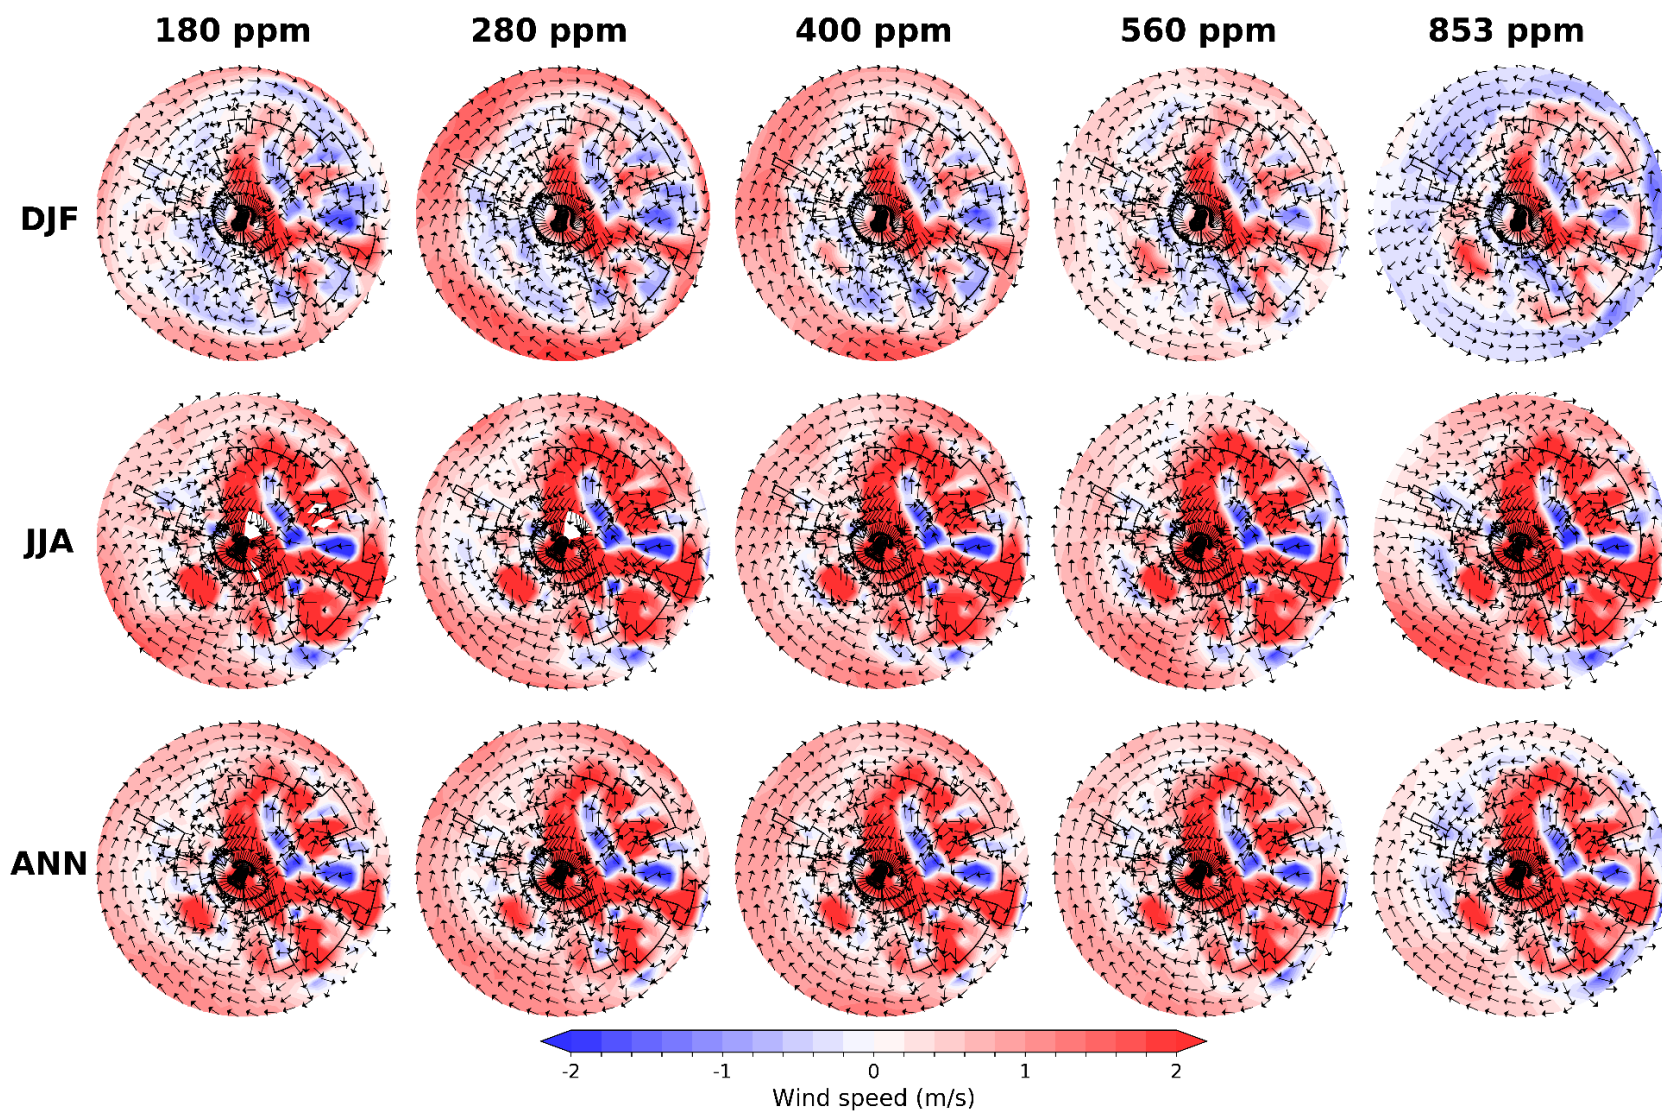 180 ppm 280 ppm 400 ppm 560 ppm 853 ppm
DJF
JJA
ANN
-2 -1 0 1 2
Wind speed (m/s)